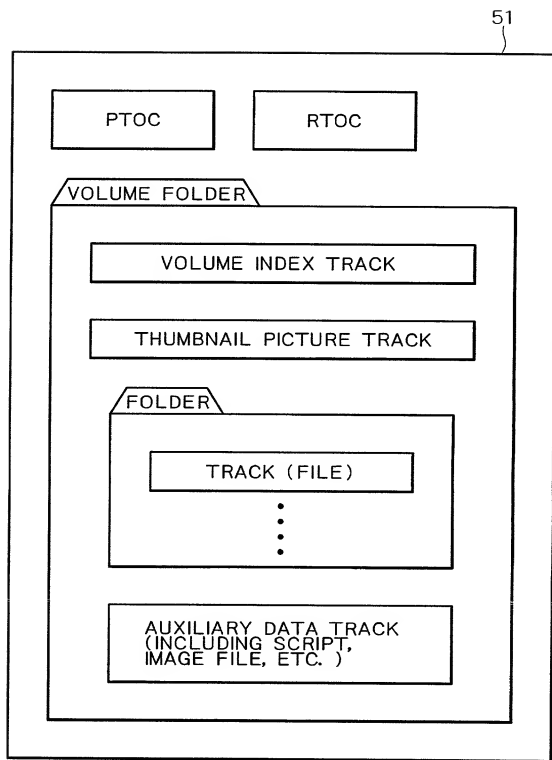 51
PTOC
RTOC
VOLUME FOLDER
VOLUME INDEX TRACK
THUMBNAIL PICTURE TRACK
FOLDER
TRACK (FILE)
AUXILIARY DATA TRACK
(INCLUDING SCRIPT,
IMAGE FILE, ETC. )